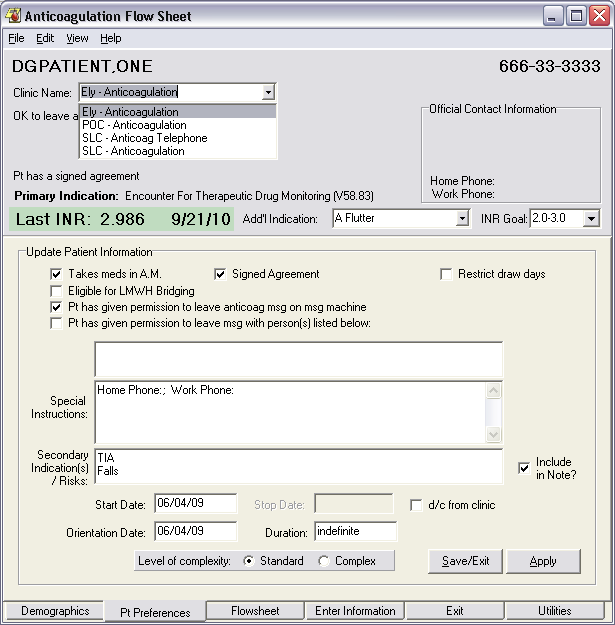 Anticoagulation Flow Sheet
File Edit View Help
DGPATIENT,ONE 666-33-3333
Clinic Name: Ely - Anticoagulation
OK to leave a
Ely - Anticoagulation
POC - Anticoagulation
SLC - Anticoag Telephone
SLC - Anticoagulation
Official Contact Information
Home Phone:
Work Phone:
Pt has a signed agreement
Primary Indication: Encounter For Therapeutic Drug Monitoring (V58.83)
Last INR: 2.986 9/21/10 Add'l Indication: A Flutter INR Goal: 2.0-3.0
Update Patient Information
Takes meds in A.M. Signed Agreement Restrict draw days
Eligible for LMWH Bridging
Pt has given permission to leave anticoag msg on msg machine
Pt has given permission to leave msg with person(s) listed below:
Special
Instructions:
Home Phone:; Work Phone:
Secondary
Indication(s)
/ Risks:
TIA
Falls
Include
in Note?
Start Date: 06/04/09 Stop Date: d/c from clinic
Orientation Date: 06/04/09 Duration: indefinite
Level of complexity: Standard Complex Save/Exit Apply
Demographics Pt Preferences Flowsheet Enter Information Exit Utilities